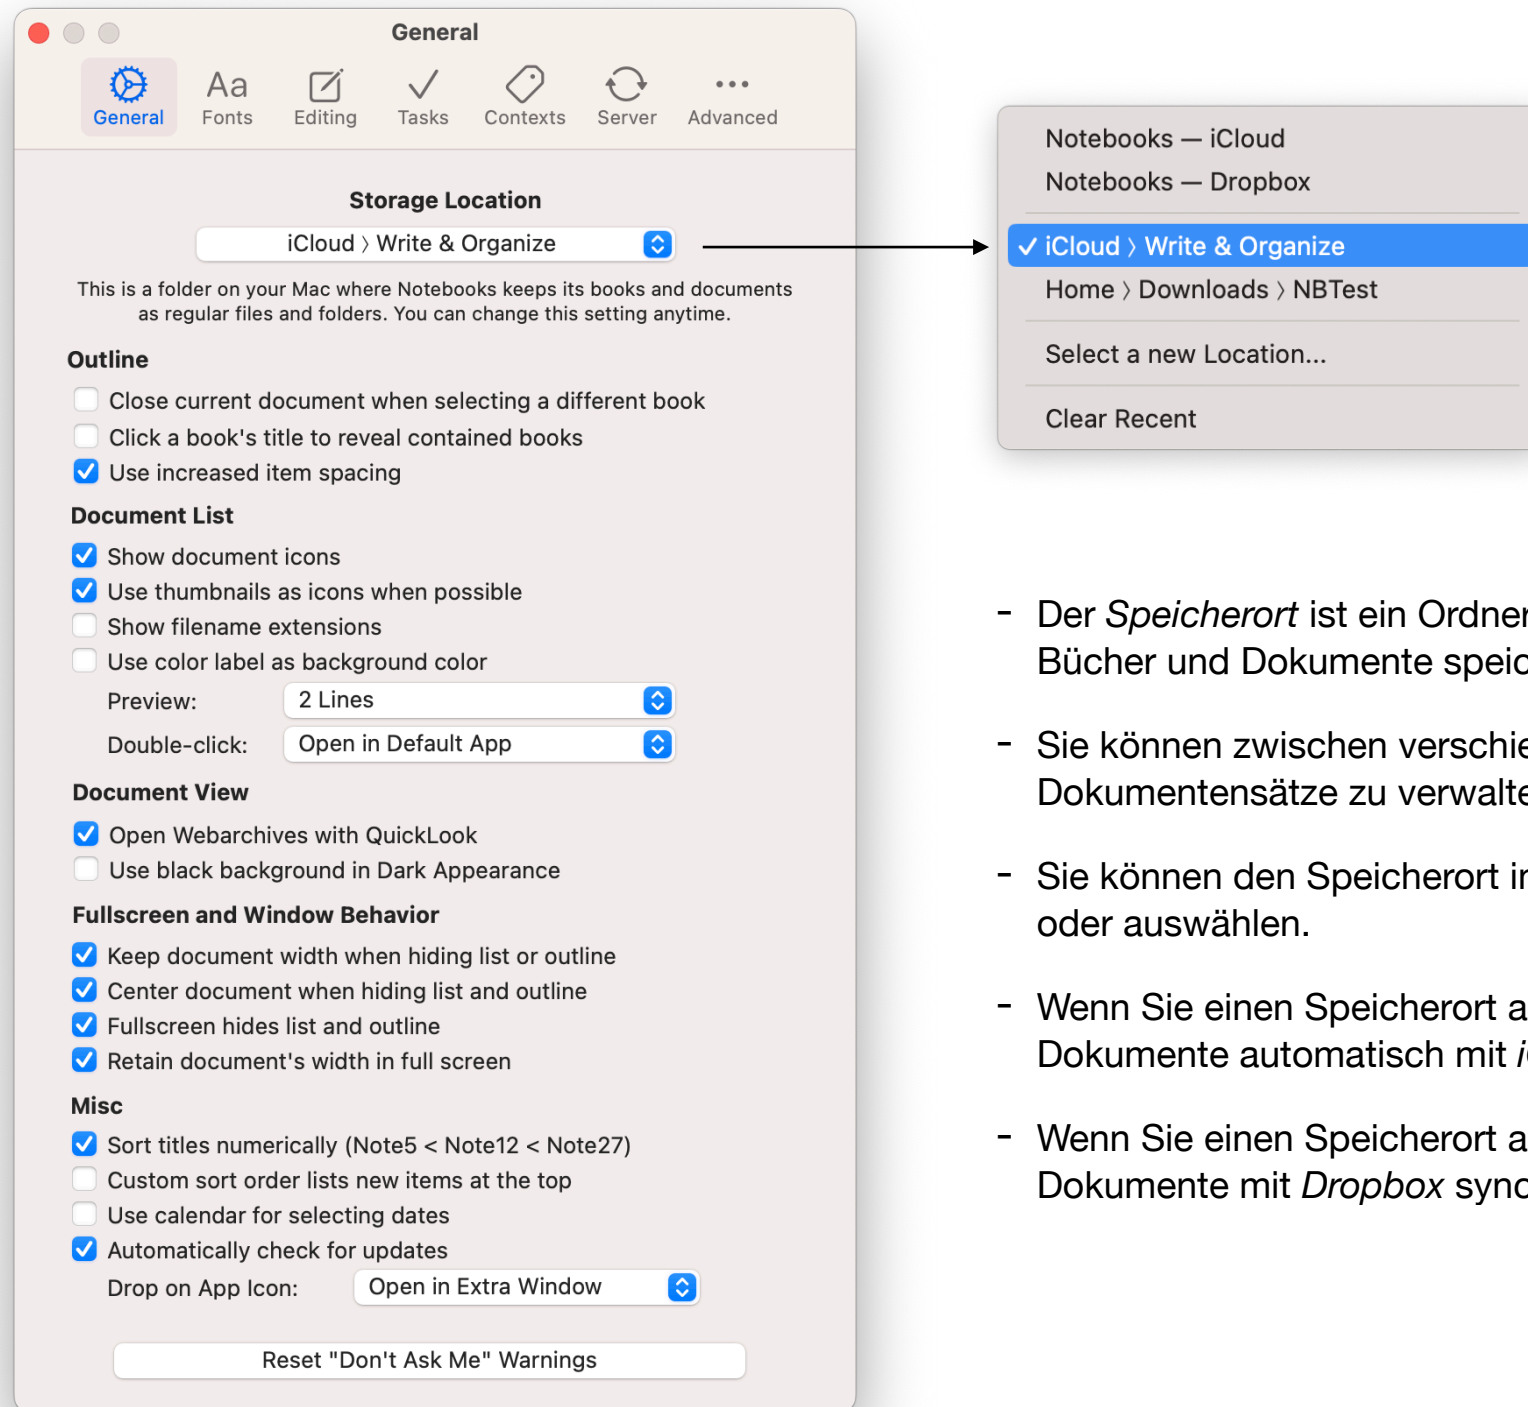 General
General
Fonts
Editing
Tasks
Contexts
Server
Advanced
Storage Location
iCloud 〉Write & Organize
This is a folder on your Mac where Notebooks keeps its books and documents
as regular files and folders. You can change this setting anytime.
Outline
Close current document when selecting a different book
Click a book's title to reveal contained books
Use increased item spacing
Document List
Show document icons
Use thumbnails as icons when possible
Show filename extensions
Use color label as background color
Preview: 2 Lines
Double-click: Open in Default App
Document View
Open Webarchives with QuickLook
Use black background in Dark Appearance
Fullscreen and Window Behavior
Keep document width when hiding list or outline
Center document when hiding list and outline
Fullscreen hides list and outline
Retain document's width in full screen
Misc
Sort titles numerically (Note5 < Note12 < Note27)
Custom sort order lists new items at the top
Use calendar for selecting dates
Automatically check for updates
Drop on App Icon: Open in Extra Window
Reset "Don't Ask Me" Warnings
Notebooks — iCloud
Notebooks — Dropbox
iCloud 〉Write & Organize
Home 〉Downloads 〉NBTest
Select a new Location...
Clear Recent
- Der Speicherort ist ein Ordner
Bücher und Dokumente
- Sie können zwischen
Dokumentensätze zu
- Sie können den Speicherort
oder auswählen.
- Wenn Sie einen Speicherort
Dokumente automatisch mit
- Wenn Sie einen Speicherort
Dokumente mit Dropbox